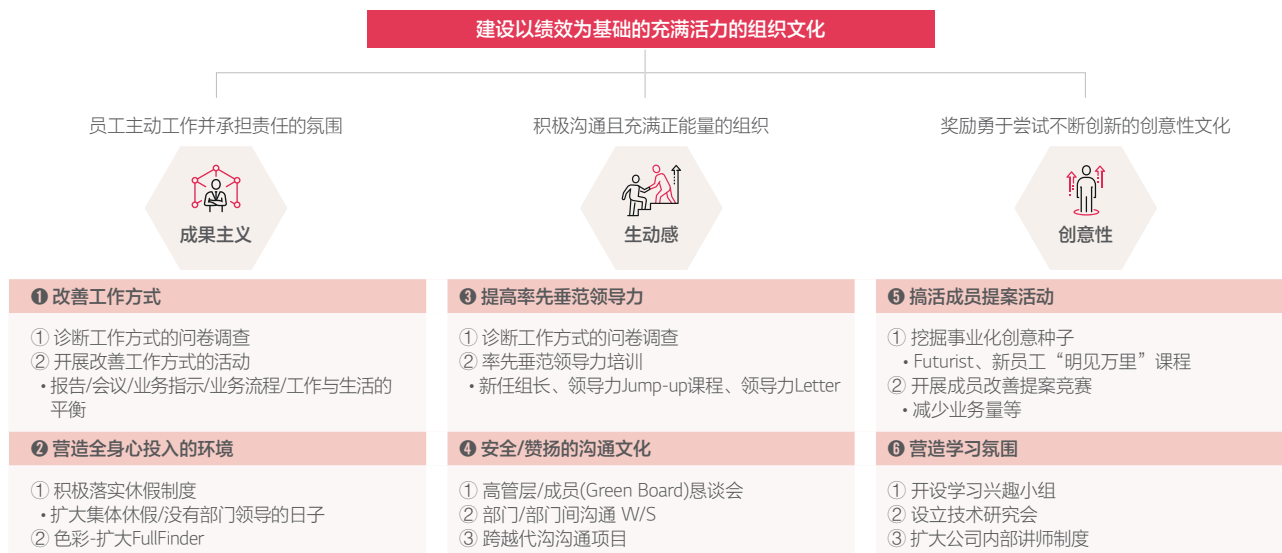 建设以绩效为基础的充满活力的组织文化
员工主动工作并承担责任的氛围
成果主义
❶ 改善工作方式
① 诊断工作方式的问卷调查
② 开展改善工作方式的活动
• 报告/会议/业务指示/业务流程/工作与生活的
平衡
❷ 营造全身心投入的环境
① 积极落实休假制度
• 扩大集体休假/没有部门领导的日子
② 色彩-扩大FullFinder
积极沟通且充满正能量的组织
生动感
❸ 提高率先垂范领导力
① 诊断工作方式的问卷调查
② 率先垂范领导力培训
• 新任组长、领导力Jump-up课程、领导力Letter
❹ 安全/赞扬的沟通文化
① 高管层/成员(Green Board)恳谈会
② 部门/部门间沟通 W/S
③ 跨越代沟沟通项目
奖励勇于尝试不断创新的创意性文化
创意性
❺ 搞活成员提案活动
① 挖掘事业化创意种子
• Futurist、新员工“明见万里”课程
② 开展成员改善提案竞赛
• 减少业务量等
❻ 营造学习氛围
① 开设学习兴趣小组
② 设立技术研究会
③ 扩大公司内部讲师制度